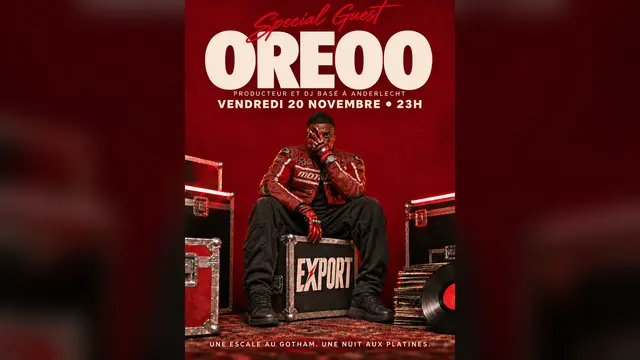 Special Guest
OREOO
PRODUCTEUR ET DJ BASÉ À ANDERLECHT
VENDREDI 20 NOVEMBRE • 23H
MOTO
EXPORT
UNE ESCALE AU GOTHAM. UNE NUIT AUX PLATINES.